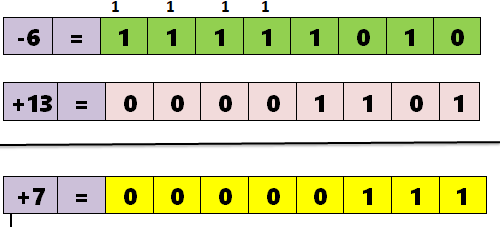 1 1 1 1
-6 = 1 1 1 1 1 0 1 0
+13 = 0 0 0 0 1 1 0 1
+7 = 0 0 0 0 0 1 1 1